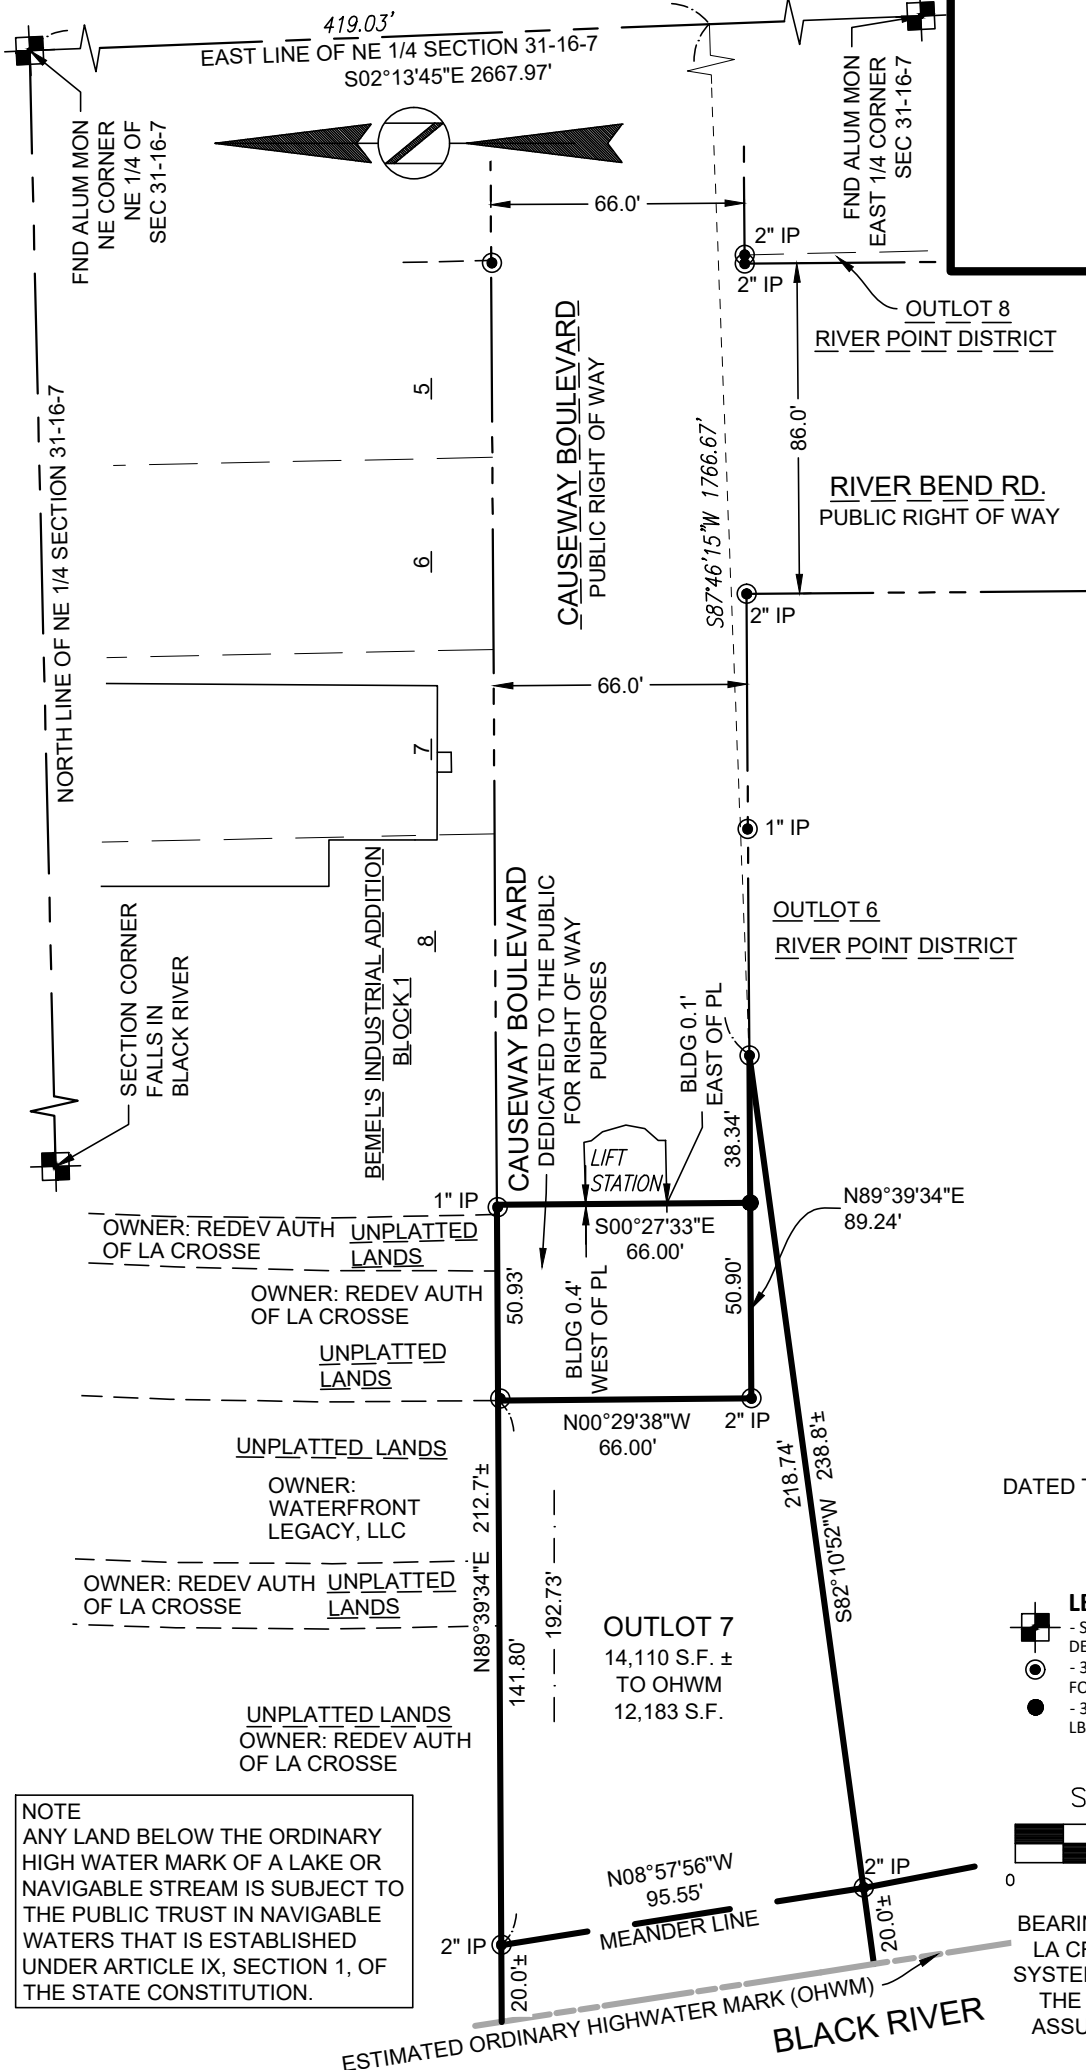 419.03'
EAST LINE OF NE 1/4 SECTION 31-16-7
S02°13'45"E 2667.97'
FND ALUM MON
NE CORNER
NE 1/4 OF
SEC 31-16-7
FND ALUM MON
EAST 1/4 CORNER
SEC 31-16-7
66.0'
2" IP
2" IP
OUTLOT 8
RIVER POINT DISTRICT
CAUSEWAY BOULEVARD
PUBLIC RIGHT OF WAY
5
86.0'
S87°46'15"W 1766.67'
RIVER BEND RD.
PUBLIC RIGHT OF WAY
NORTH LINE OF NE 1/4 SECTION 31-16-7
6
2" IP
66.0'
7
1" IP
OUTLOT 6
RIVER POINT DISTRICT
SECTION CORNER
FALLS IN
BLACK RIVER
BEMEL'S INDUSTRIAL ADDITION
BLOCK 1
8
CAUSEWAY BOULEVARD
DEDICATED TO THE PUBLIC
FOR RIGHT OF WAY
PURPOSES
BLDG 0.1'
EAST OF PL
38.34'
LIFT
STATION
1" IP
N89°39'34"E
89.24'
S00°27'33"E
66.00'
OWNER: REDEV AUTH
OF LA CROSSE
UNPLATTED
LANDS
OWNER: REDEV AUTH
OF LA CROSSE
50.93'
BLDG 0.4'
WEST OF PL
50.90'
UNPLATTED
LANDS
N00°29'38"W
66.00'
2" IP
UNPLATTED LANDS
OWNER:
WATERFRONT
LEGACY, LLC
N89°39'34"E 212.7'±
192.73'
218.74'
S82°10'52"W 238.8'±
DATED
OWNER: REDEV AUTH
OF LA CROSSE
UNPLATTED
LANDS
141.80'
OUTLOT 7
14,110 S.F. ±
TO OHWM
12,183 S.F.
UNPLATTED LANDS
OWNER: REDEV AUTH
OF LA CROSSE
LE
- S
DE
- 3
FO
- 3
LB
S
0
NOTE
ANY LAND BELOW THE ORDINARY
HIGH WATER MARK OF A LAKE OR
NAVIGABLE STREAM IS SUBJECT TO
THE PUBLIC TRUST IN NAVIGABLE
WATERS THAT IS ESTABLISHED
UNDER ARTICLE IX, SECTION 1, OF
THE STATE CONSTITUTION.
N08°57'56"W
95.55'
MEANDER LINE
2" IP
2" IP
20.0'±
20.0'±
ESTIMATED ORDINARY HIGHWATER MARK (OHWM)
BLACK RIVER
BEARIN
LA CR
SYSTE
THE
ASSU